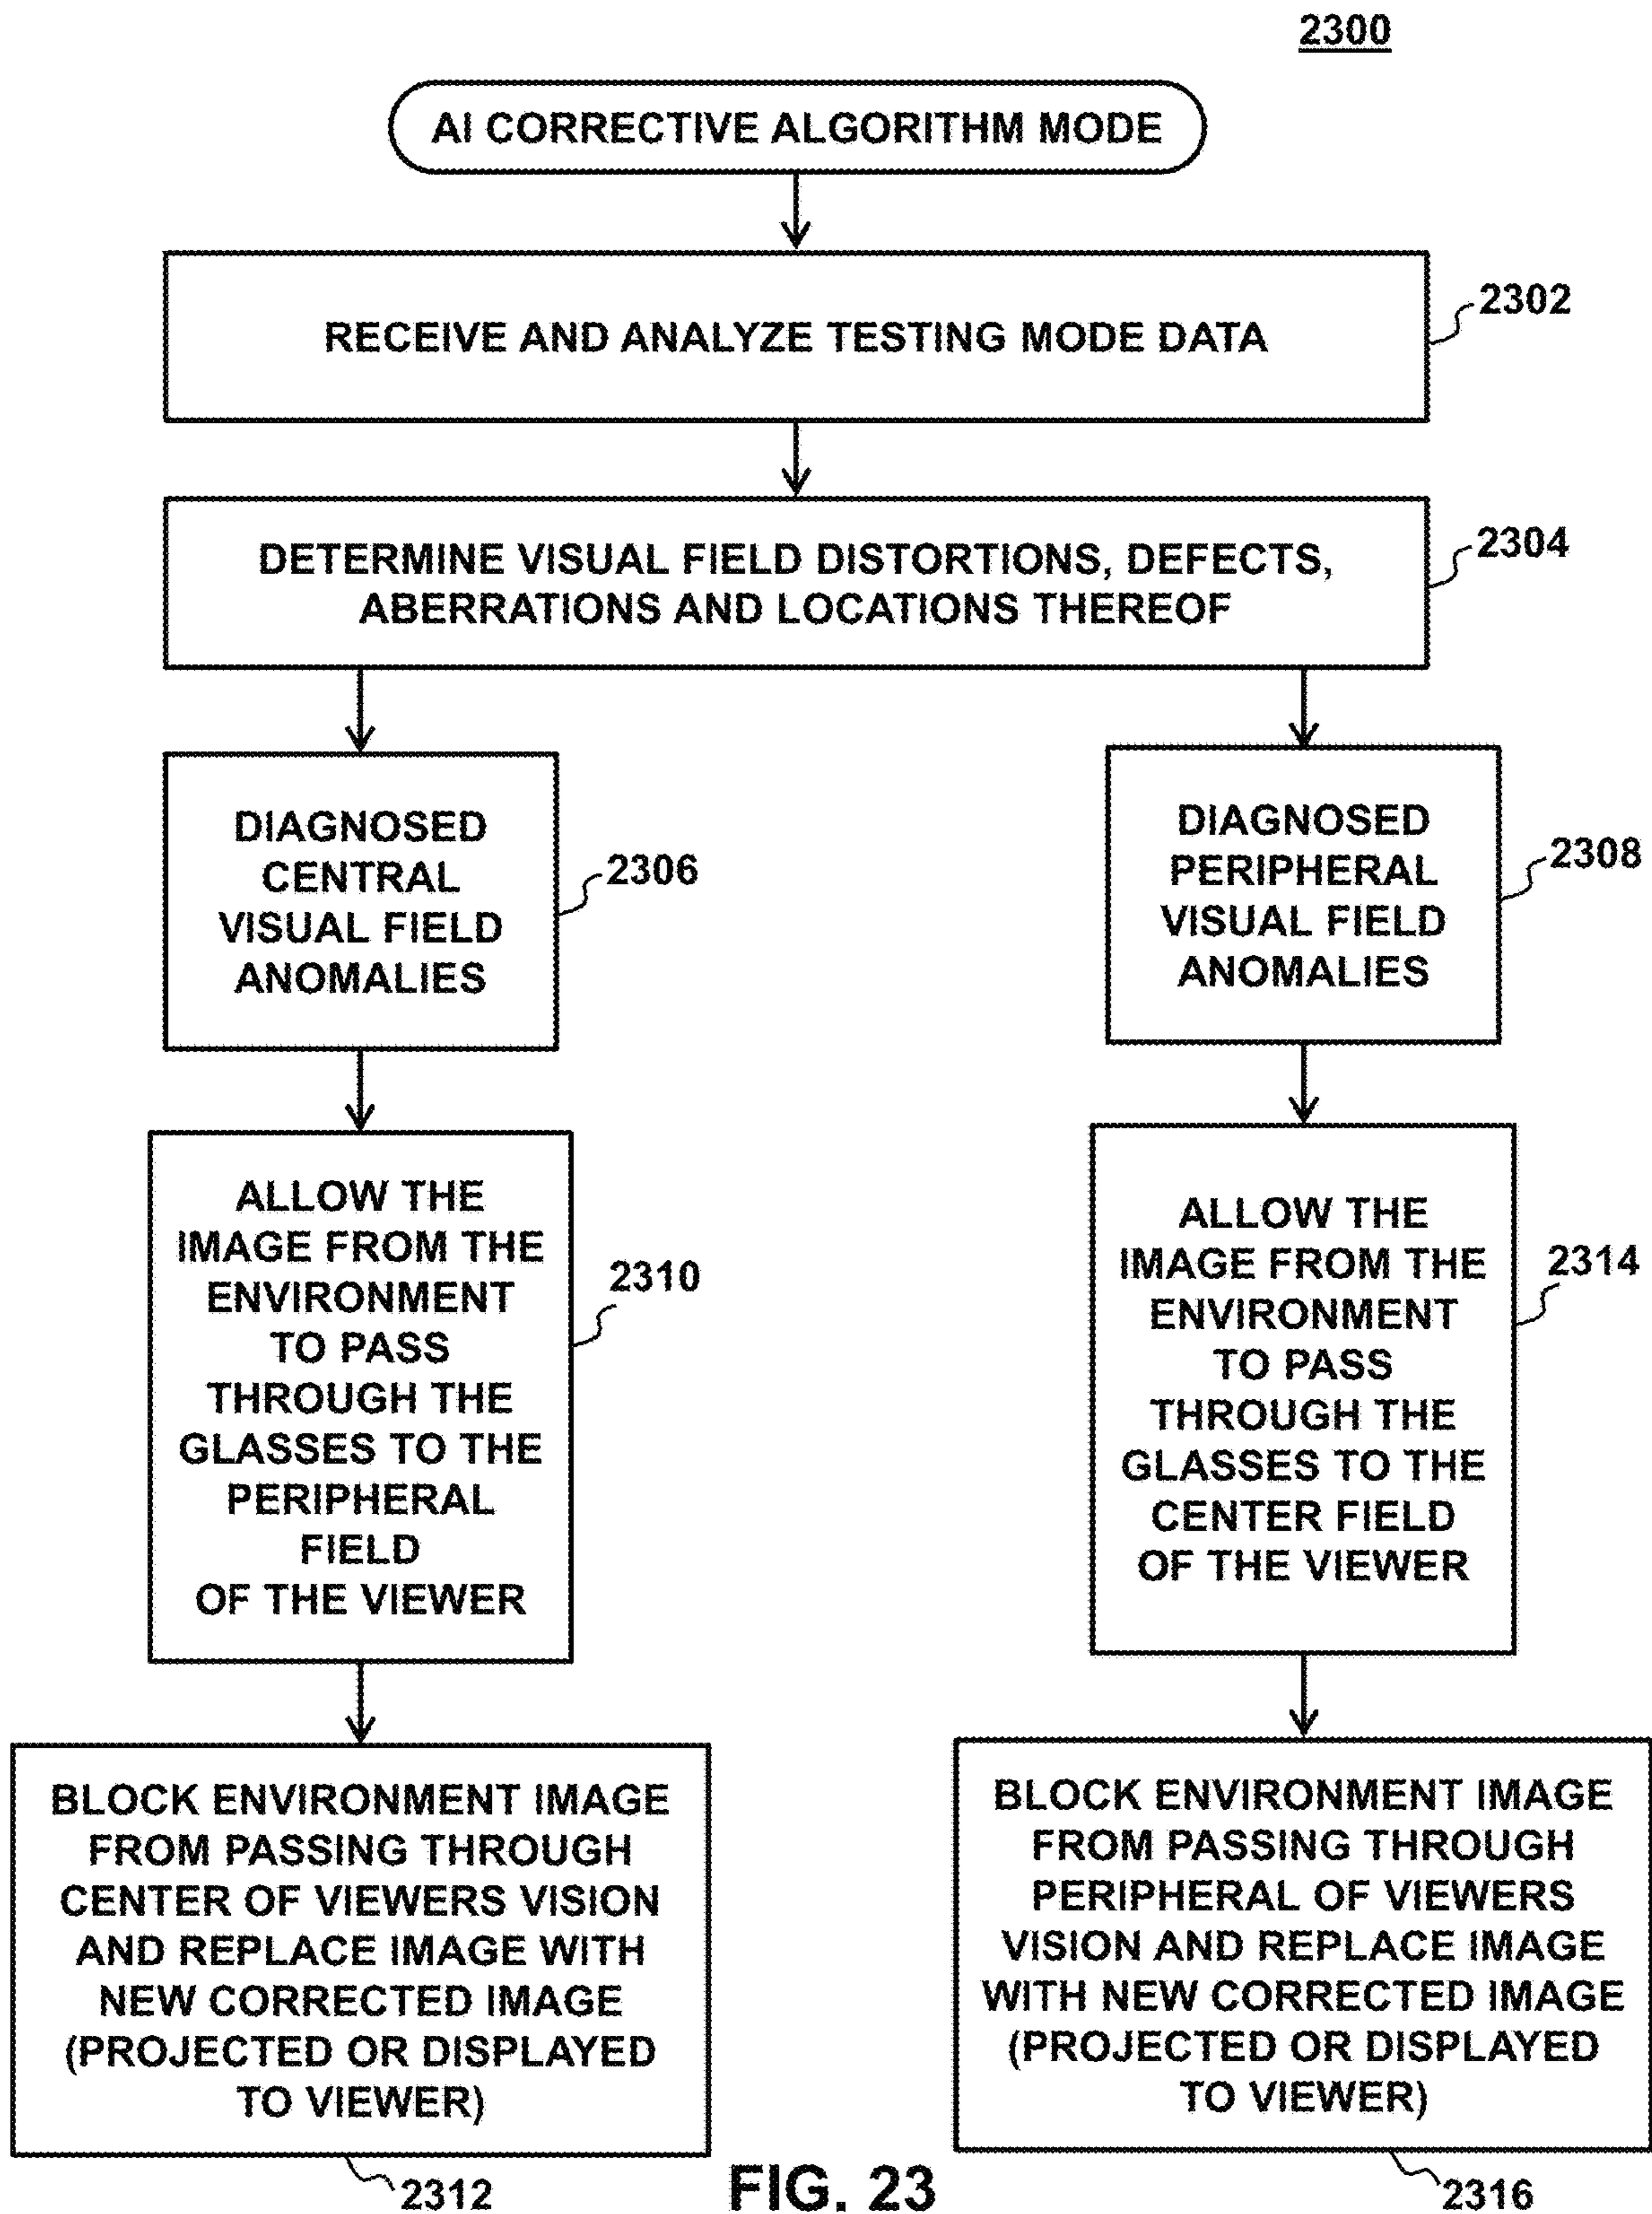 2300
AI CORRECTIVE ALGORITHM MODE
RECEIVE AND ANALYZE TESTING MODE DATA
2302
DETERMINE VISUAL FIELD DISTORTIONS, DEFECTS,
ABERRATIONS AND LOCATIONS THEREOF
2304
DIAGNOSED
CENTRAL
VISUAL FIELD
ANOMALIES
2306
DIAGNOSED
PERIPHERAL
VISUAL FIELD
ANOMALIES
2308
ALLOW THE
IMAGE FROM THE
ENVIRONMENT
TO PASS
THROUGH THE
GLASSES TO THE
PERIPHERAL
FIELD
OF THE VIEWER
2310
ALLOW THE
IMAGE FROM THE
ENVIRONMENT
TO PASS
THROUGH THE
GLASSES TO THE
CENTER FIELD
OF THE VIEWER
2314
BLOCK ENVIRONMENT IMAGE
FROM PASSING THROUGH
CENTER OF VIEWERS VISION
AND REPLACE IMAGE WITH
NEW CORRECTED IMAGE
(PROJECTED OR DISPLAYED
TO VIEWER)
2312
BLOCK ENVIRONMENT IMAGE
FROM PASSING THROUGH
PERIPHERAL OF VIEWERS
VISION AND REPLACE IMAGE
WITH NEW CORRECTED IMAGE
(PROJECTED OR DISPLAYED
TO VIEWER)
2316
FIG. 23